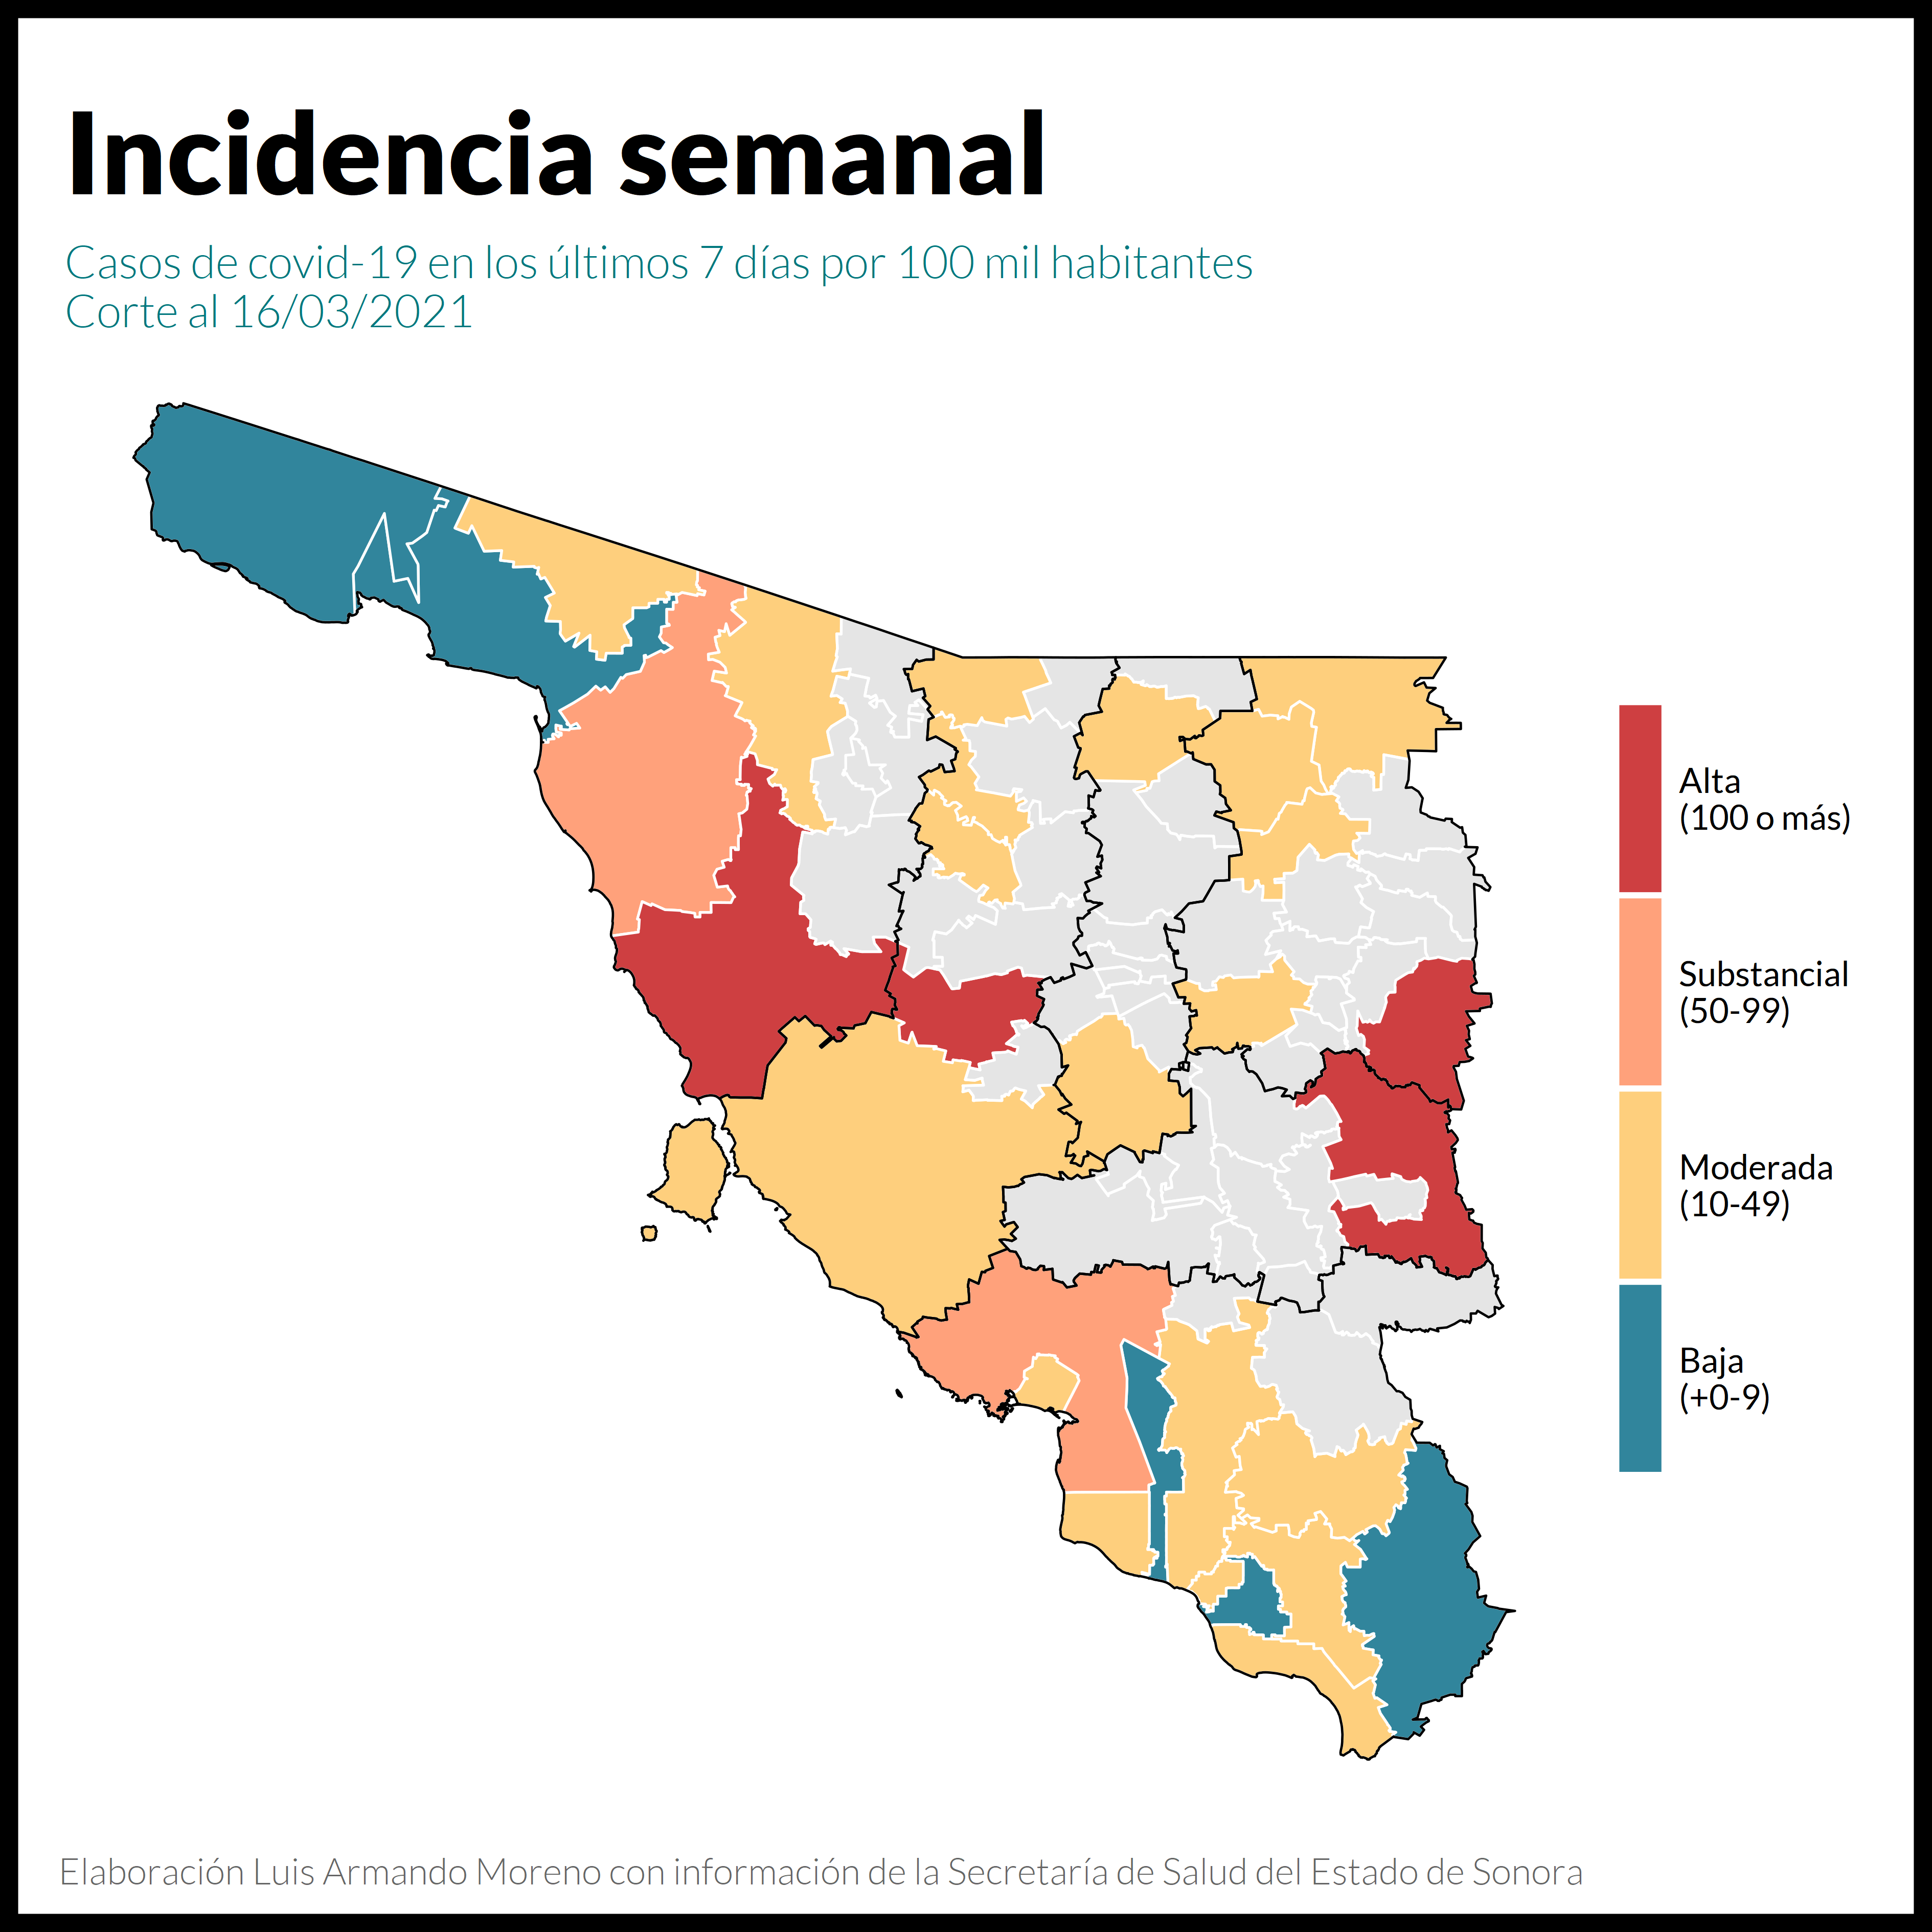 Incidencia semanal
Casos de covid-19 en los últimos 7 días por 100 mil habitantes
Corte al 16/03/2021
Alta
(100 o más)
Substancial
(50-99)
Moderada
(10-49)
Baja
(+0-9)
Elaboración Luis Armando Moreno con información de la Secretaría de Salud del Estado de Sonora